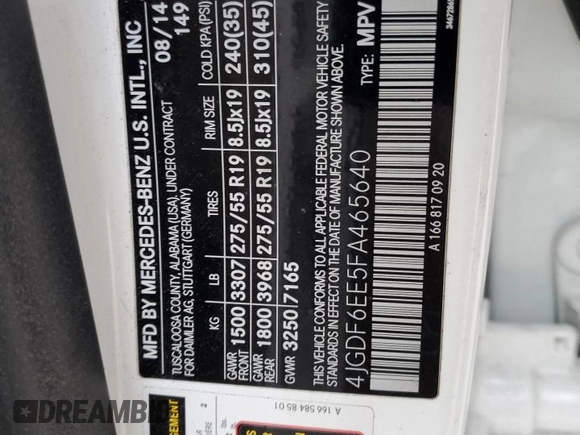 MFD BY MERCEDES-BENZ U.S. INTL., INC
08/14
TUSCALOOSA COUNTY, ALABAMA (USA), UNDER CONTRACT
149
FOR DAIMLER AG, STUTTGART (GERMANY)
KG LB TIRES RIM SIZE COLD KPA (PSI)
GAWR FRONT 1500 3307 275/55 R19 8.5Jx19 240(35)
GAWR REAR 1800 3968 275/55 R19 8.5Jx19 310(45)
GVWR 3250 7165
THIS VEHICLE CONFORMS TO ALL APPLICABLE FEDERAL MOTOR VEHICLE SAFETY
STANDARDS IN EFFECT ON THE DATE OF MANUFACTURE SHOWN ABOVE.
4JGDF6EE5FA465640 TYPE: MPV
A 166 817 09 20
A 166 584 85 01
DREAMBID